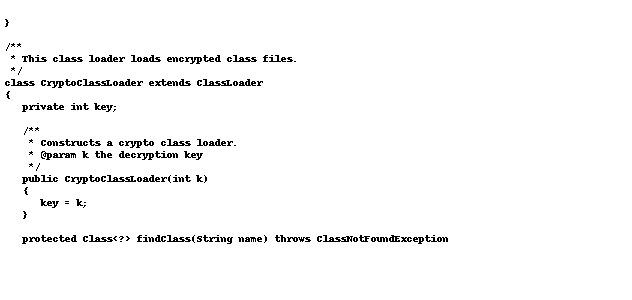 }
/**
 * This class loader loads encrypted class files.
 */
class CryptoClassLoader extends ClassLoader
{
   private int key;
   /**
    * Constructs a crypto class loader.
    * @param k the decryption key
    */
   public CryptoClassLoader(int k)
   {
      key = k;
   }
   protected Class<?> findClass(String name) throws ClassNotFoundException